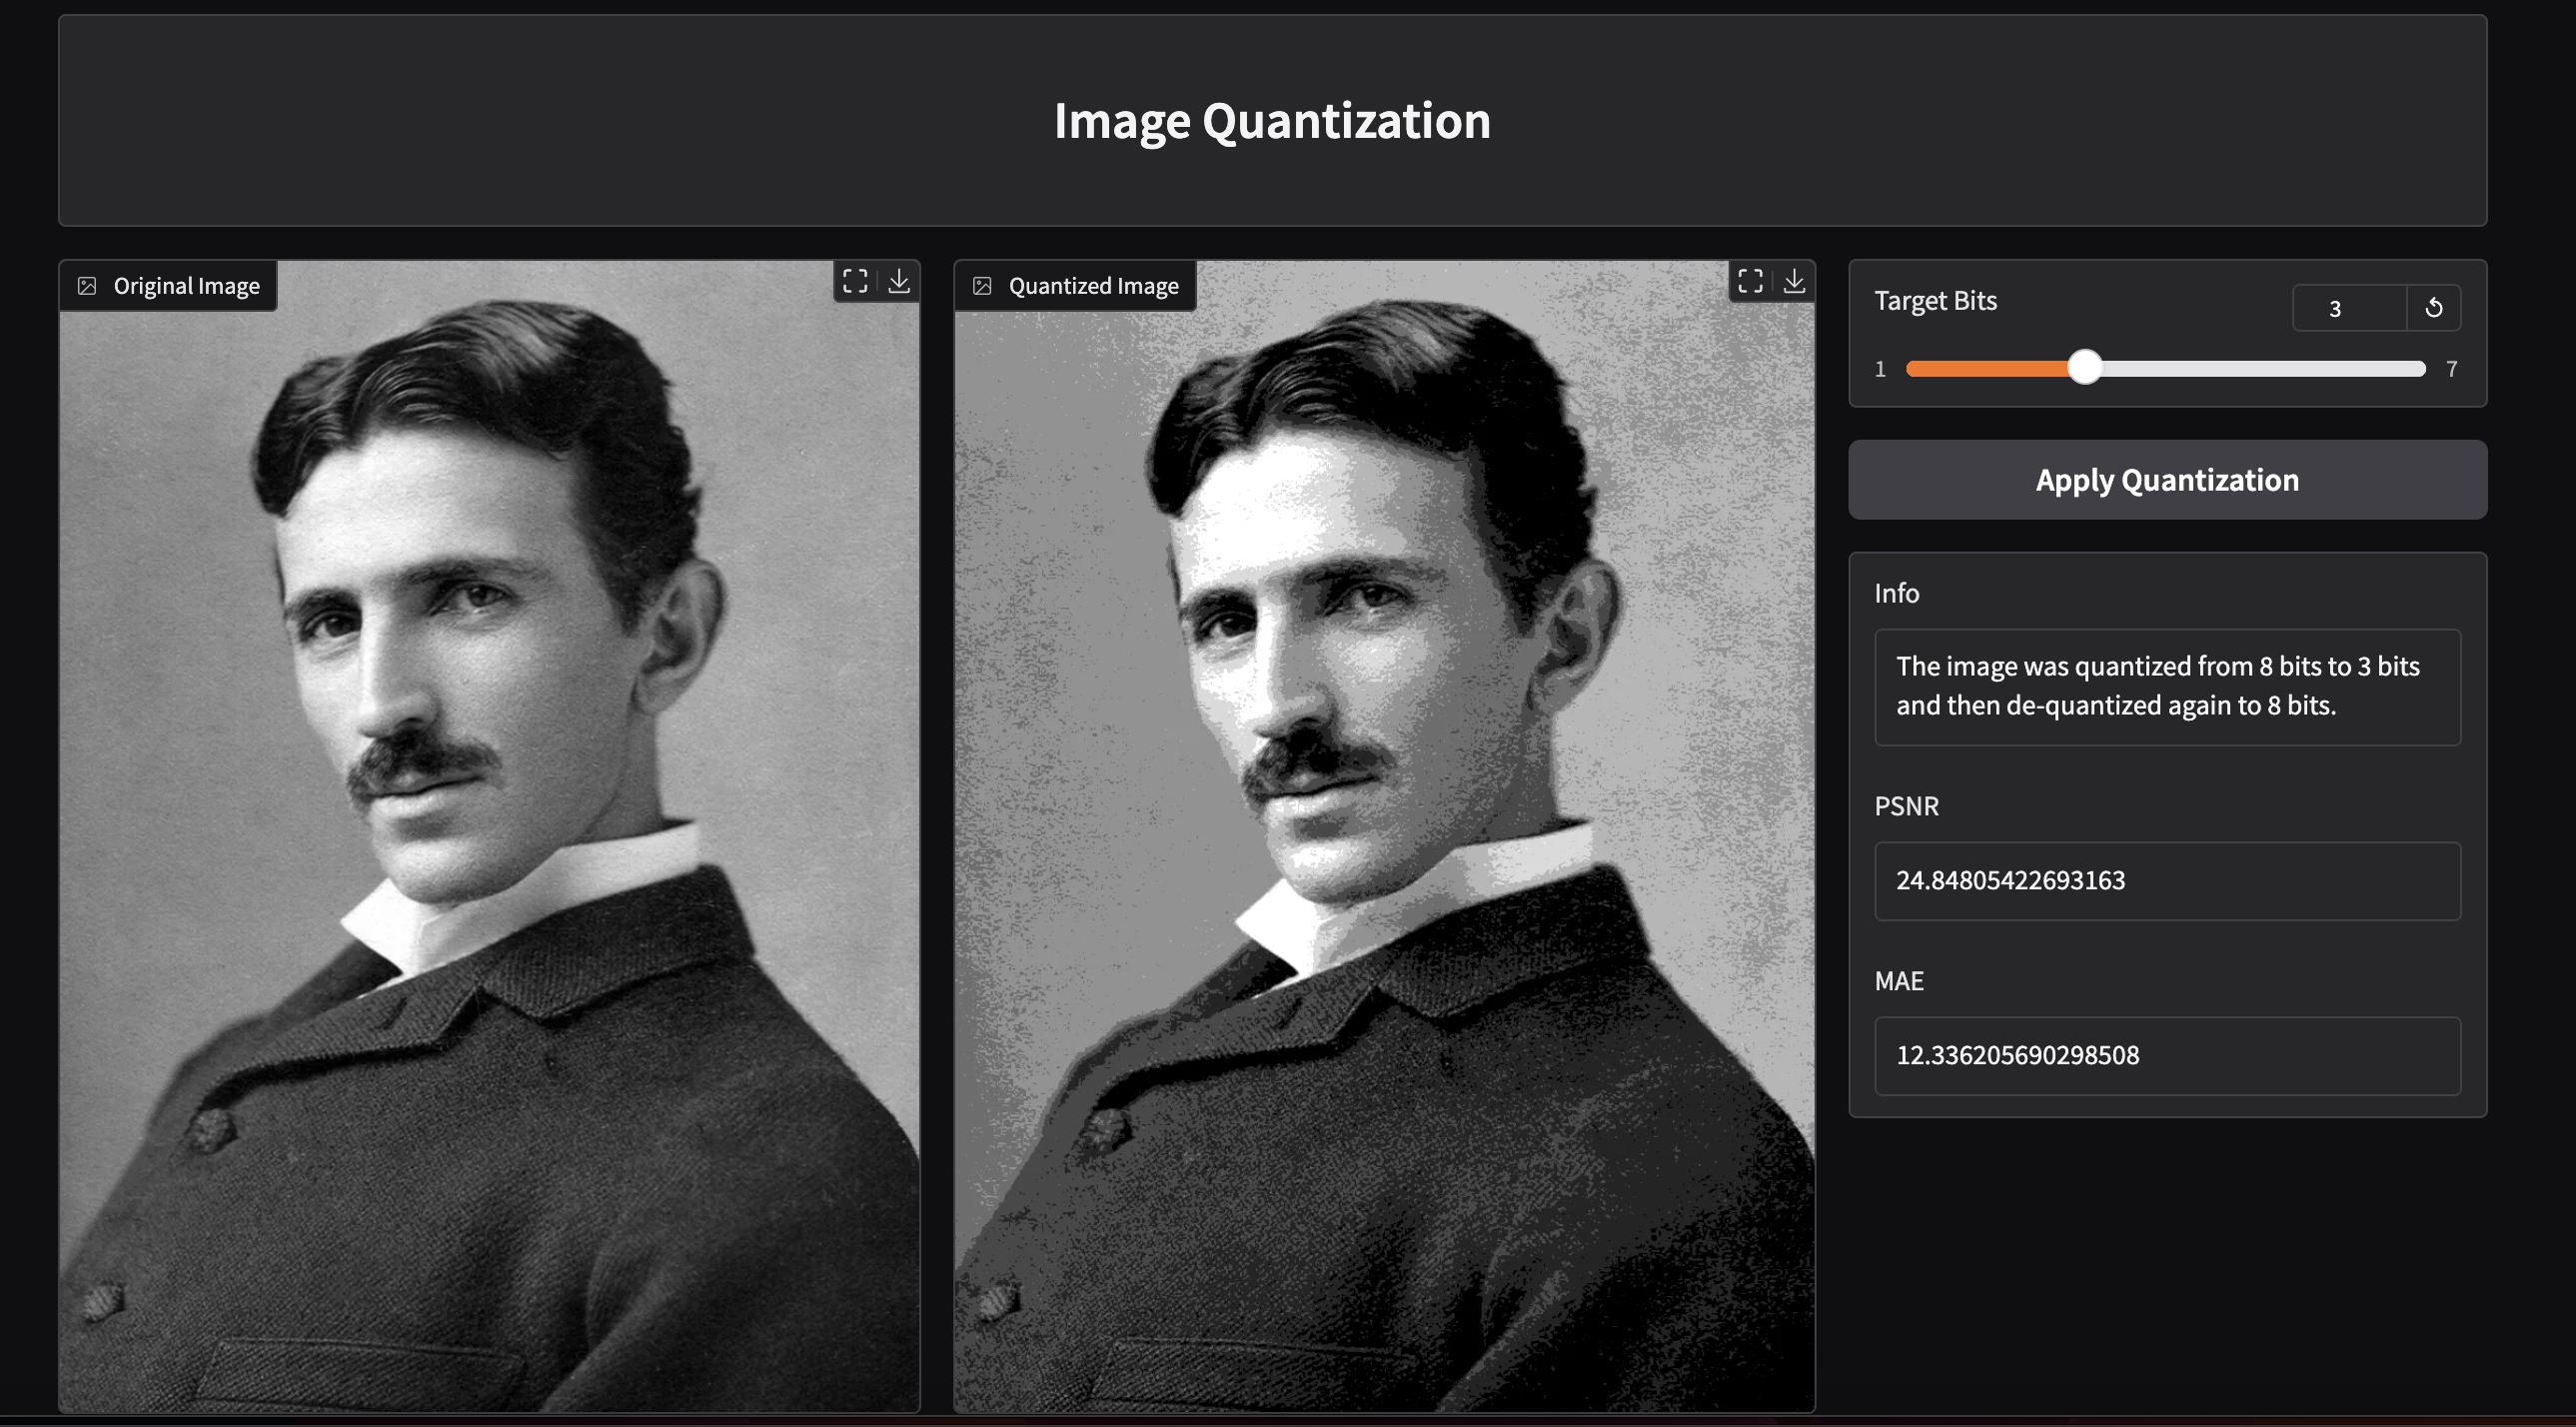 Image Quantization
Original Image
Quantized Image
Target Bits
3
1
7
Apply Quantization
Info
The image was quantized from 8 bits to 3 bits
and then de-quantized again to 8 bits.
PSNR
24.84805422693163
MAE
12.336205690298508